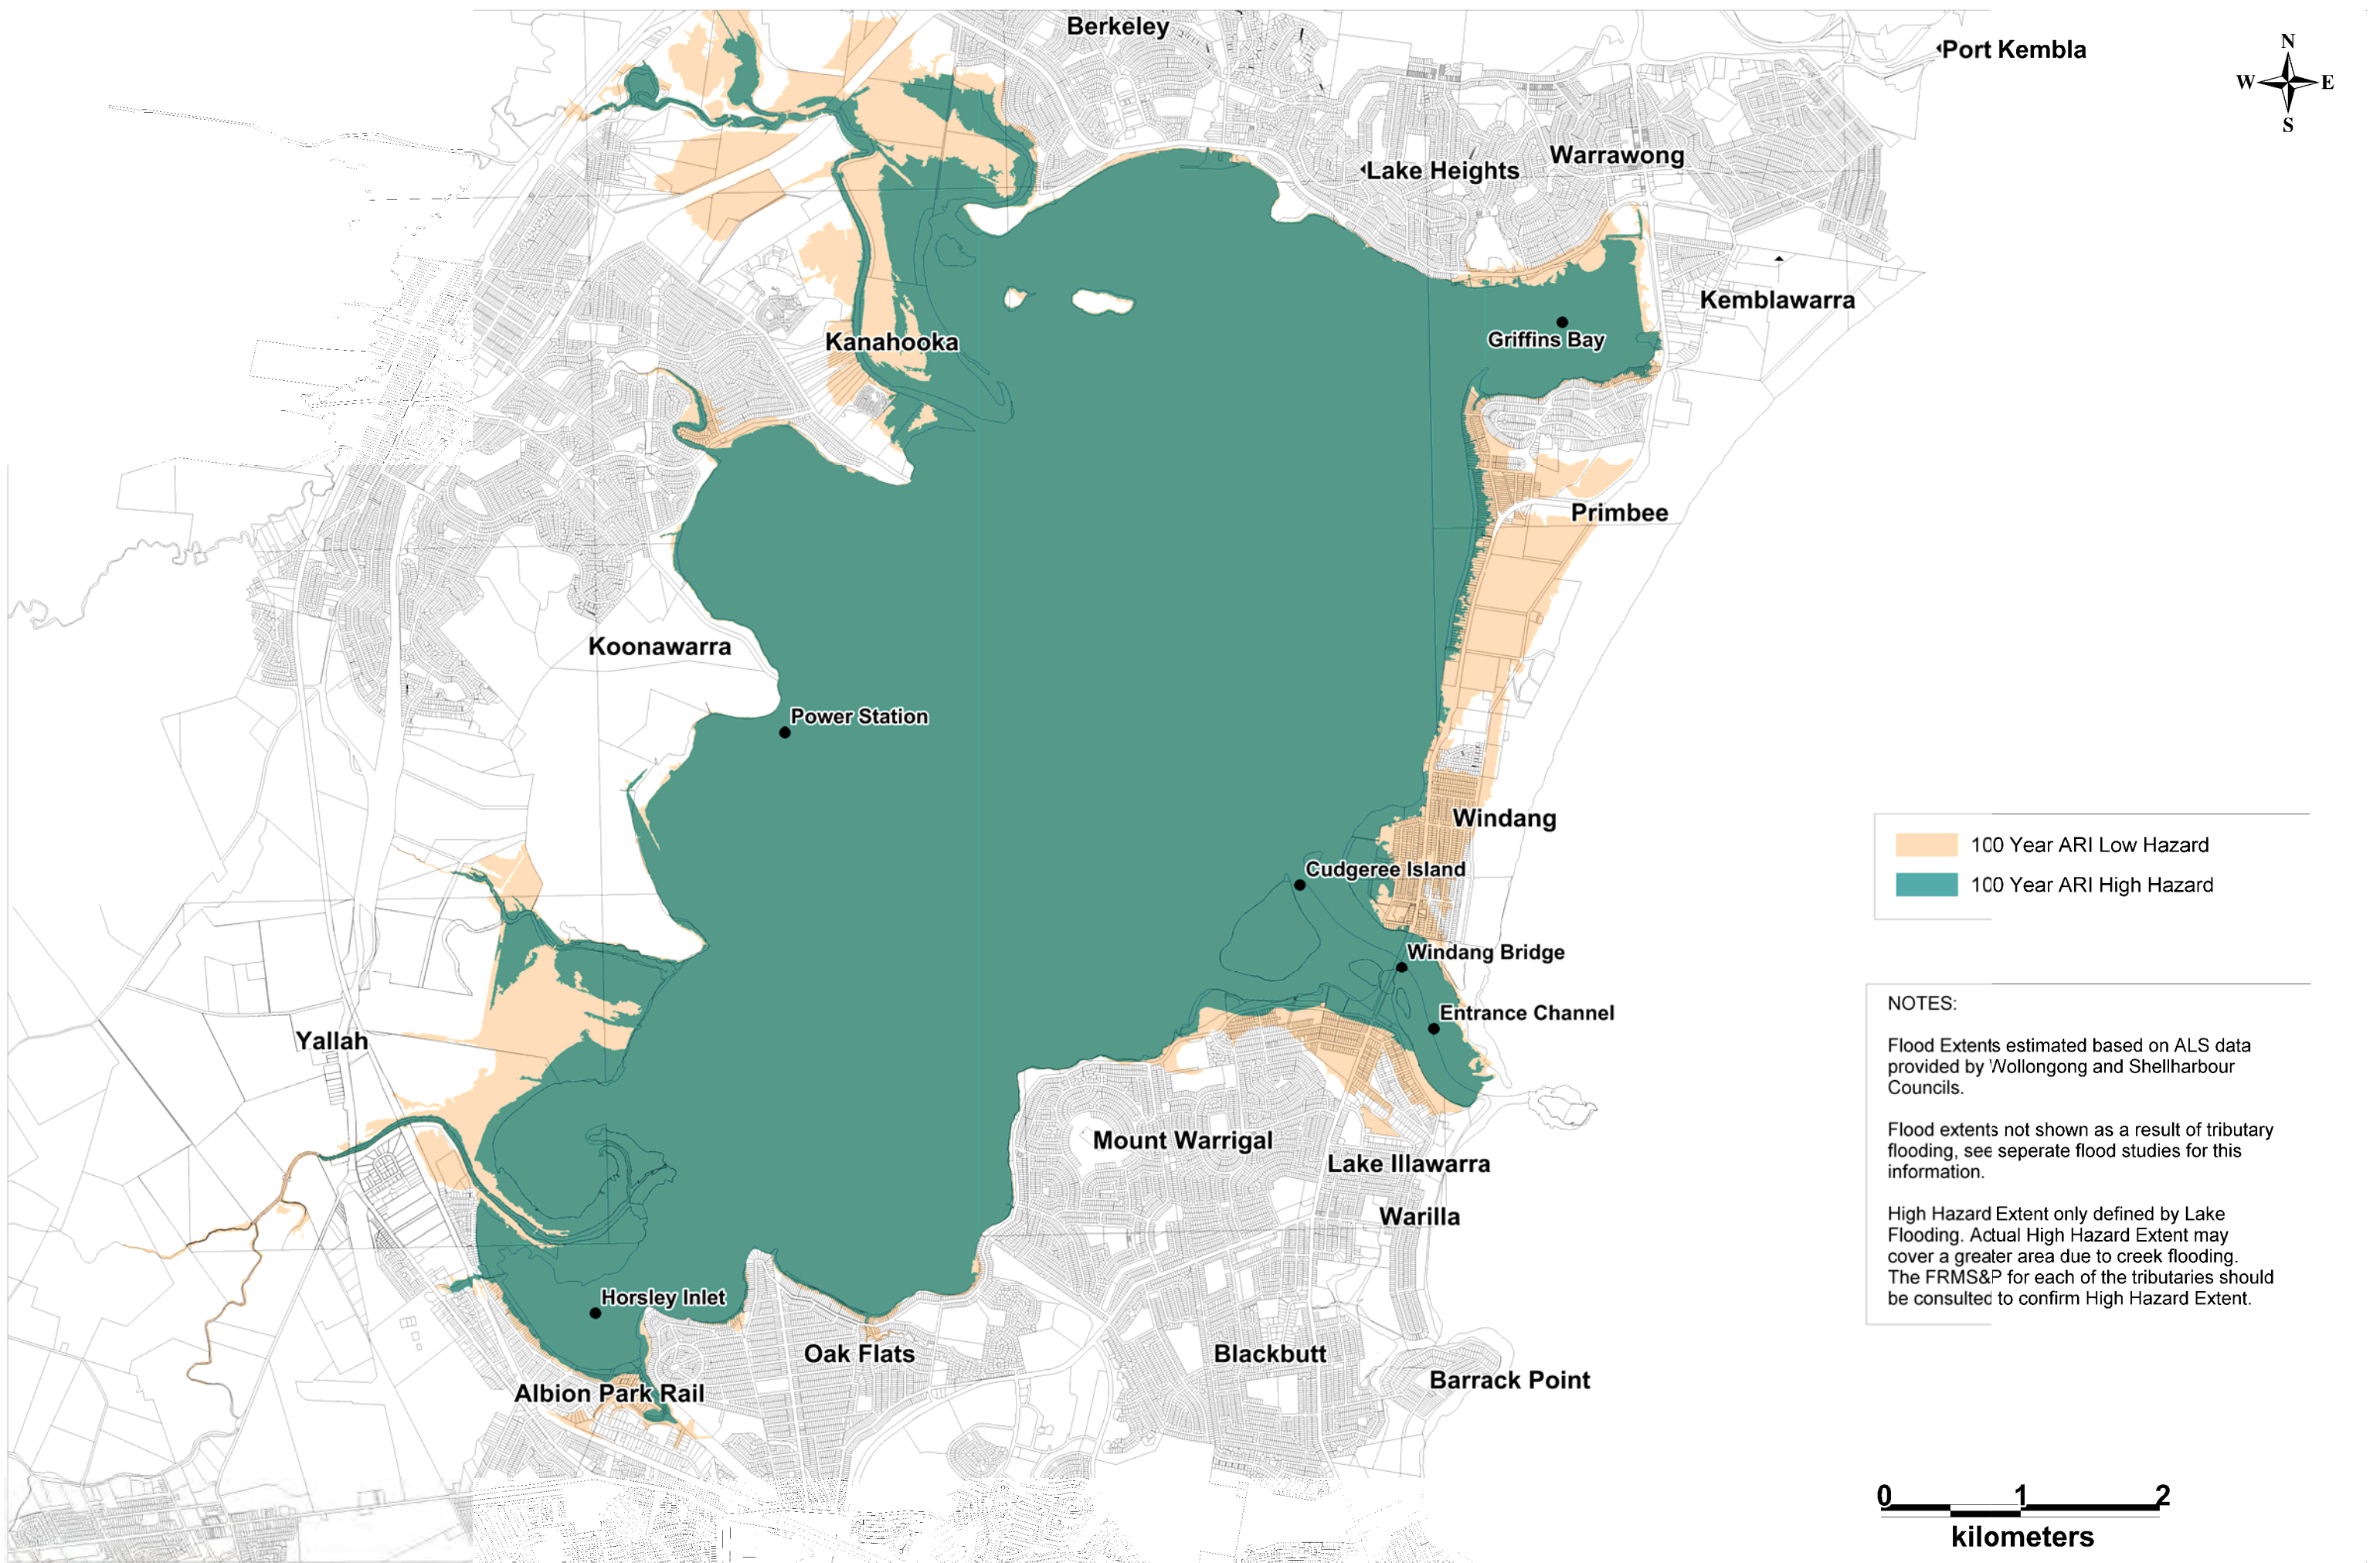 Berkeley
Port Kembla
N
W
E
S
Warrawong
Lake Heights
Kemblawarra
Griffins Bay
Kanahooka
Primbee
Koonawarra
Power Station
Windang
Cudgeree Island
Windang Bridge
Entrance Channel
Yallah
Mount Warrigal
Lake Illawarra
Warilla
Horsley Inlet
Oak Flats
Blackbutt
Barrack Point
Albion Park Rail
100 Year ARI Low Hazard
100 Year ARI High Hazard
NOTES:
Flood Extents estimated based on ALS data
provided by Wollongong and Shellharbour
Councils.
Flood extents not shown as a result of tributary
flooding, see seperate flood studies for this
information.
High Hazard Extent only defined by Lake
Flooding. Actual High Hazard Extent may
cover a greater area due to creek flooding.
The FRMS&P for each of the tributaries should
be consulted to confirm High Hazard Extent.
0 1 2
kilometers